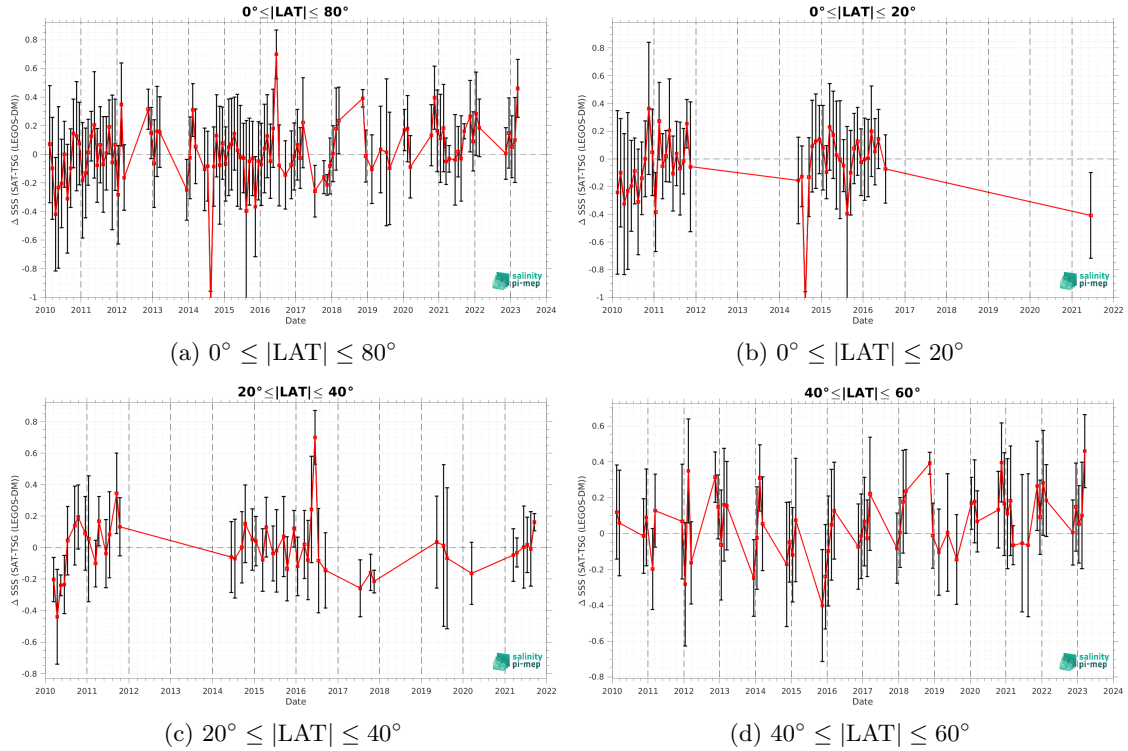 0°≤|LAT|≤ 80°
Δ SSS (SAT-TSG (LEGOS-DM))
0.8
0.6
0.4
0.2
0
-0.2
-0.4
-0.6
-0.8
-1
2010 2011 2012 2013 2014 2015 2016 2017 2018 2019 2020 2021 2022 2023 2024
Date
salinity
pi-mep
(a) 0° ≤ |LAT| ≤ 80°
0°≤|LAT|≤ 20°
Δ SSS (SAT-TSG (LEGOS-DM))
0.8
0.6
0.4
0.2
0
-0.2
-0.4
-0.6
-0.8
-1
2010 2011 2012 2013 2014 2015 2016 2017 2018 2019 2020 2021 2022
Date
salinity
pi-mep
(b) 0° ≤ |LAT| ≤ 20°
20°≤|LAT|≤ 40°
Δ SSS (SAT-TSG (LEGOS-DM))
0.8
0.6
0.4
0.2
0
-0.2
-0.4
-0.6
-0.8
2010 2011 2012 2013 2014 2015 2016 2017 2018 2019 2020 2021 2022
Date
salinity
pi-mep
(c) 20° ≤ |LAT| ≤ 40°
40°≤|LAT|≤ 60°
Δ SSS (SAT-TSG (LEGOS-DM))
0.6
0.4
0.2
0
-0.2
-0.4
-0.6
-0.8
2010 2011 2012 2013 2014 2015 2016 2017 2018 2019 2020 2021 2022 2023 2024
Date
salinity
pi-mep
(d) 40° ≤ |LAT| ≤ 60°